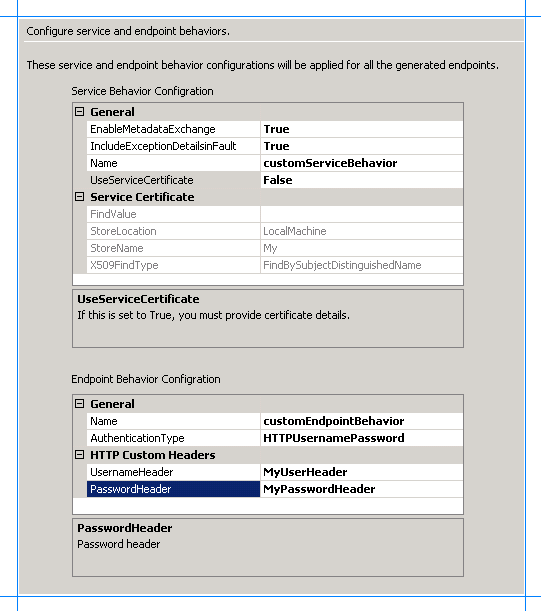 Configure service and endpoint behaviors.
These service and endpoint behavior configurations will be applied for all the generated endpoints.
Service Behavior Configration
General
EnableMetadataExchange True
IncludeExceptionDetailsinFault True
Name customServiceBehavior
UseServiceCertificate False
Service Certificate
FindValue
StoreLocation LocalMachine
StoreName My
X509FindType FindBySubjectDistinguishedName
UseServiceCertificate
If this is set to True, you must provide certificate details.
Endpoint Behavior Configration
General
Name customEndpointBehavior
AuthenticationType HTTPUsernamePassword
HTTP Custom Headers
UsernameHeader MyUserHeader
PasswordHeader MyPasswordHeader
PasswordHeader
Password header